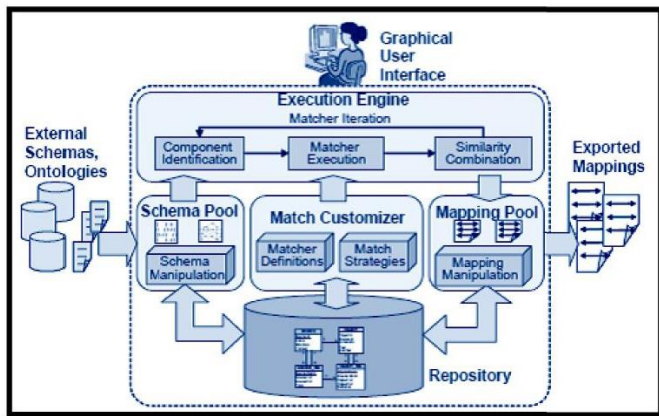 Graphical
User
Interface
Execution Engine
Matcher Iteration
Component
Identification
Matcher
Execution
Similarity
Combination
External
Schemas,
Ontologies
Exported
Mappings
Schema Pool
Schema
Manipulation
Match Customizer
Matcher
Definitions
Match
Strategies
Mapping Pool
Mapping
Manipulation
Repository